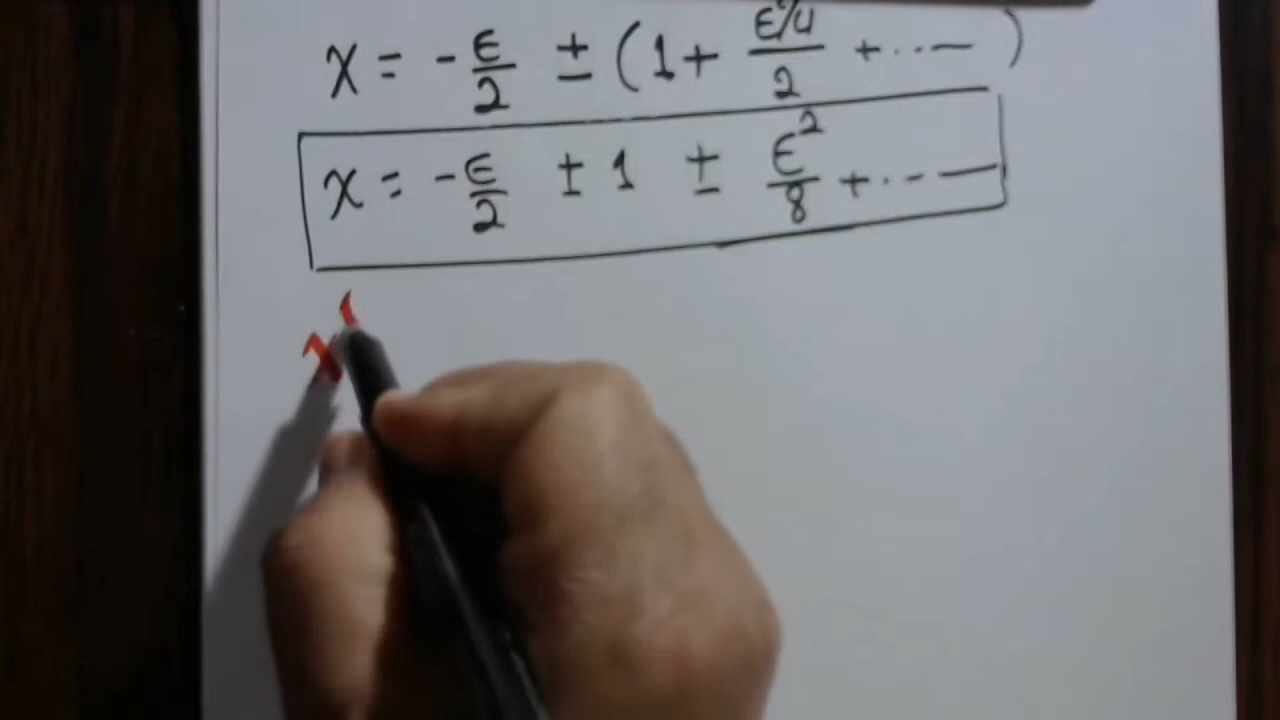 x = -ϵ/2 ± (1 + (ϵ²/4)/2 + ...)
x = -ϵ/2 ± 1 ± ϵ²/8 + ...